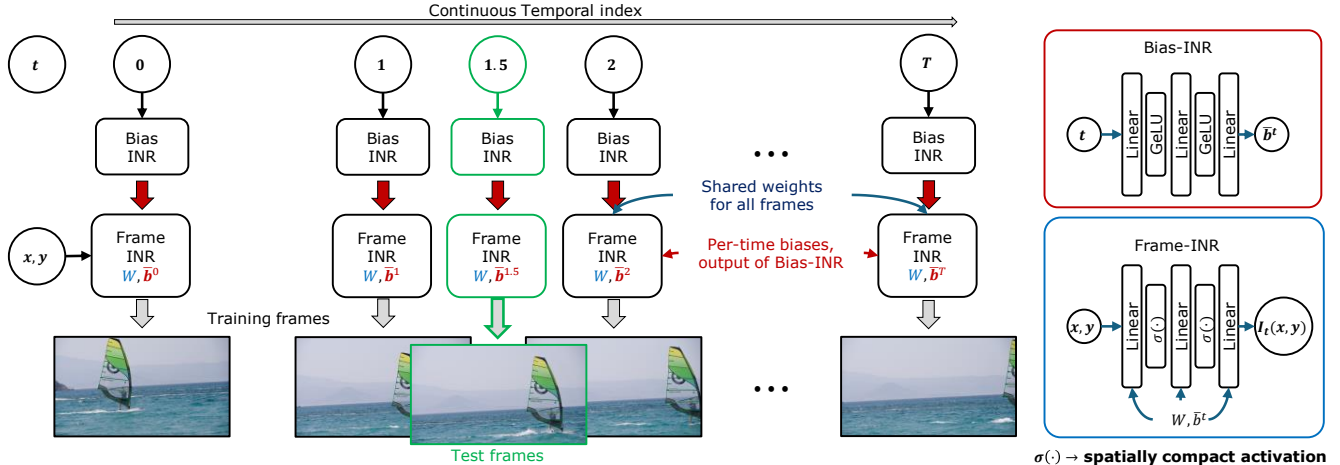 Continuous Temporal index
t
0
1
1.5
2
T
Bias
INR
Bias
INR
Bias
INR
Bias
INR
Bias
INR
...
Shared weights
for all frames
x, y
Frame
INR
W, b̄⁰
Frame
INR
W, b̄¹
Frame
INR
W, b̄¹·⁵
Frame
INR
W, b̄²
Per-time biases,
output of Bias-INR
Frame
INR
W, b̄ᵀ
Training frames
...
Test frames
Bias-INR
t
Linear
GeLU
Linear
GeLU
Linear
b̄ᵗ
Frame-INR
x, y
Linear
σ(·)
Linear
σ(·)
Linear
Iₜ(x, y)
W, b̄ᵗ
σ(·) → spatially compact activation